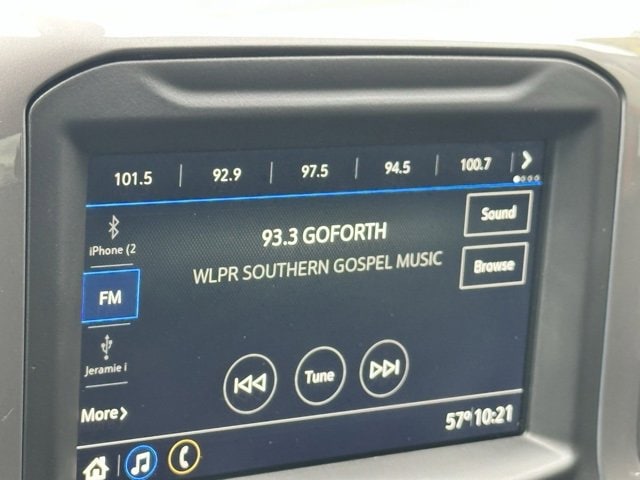 101.5 | 92.9 | 97.5 | 94.5 | 100.7 |
iPhone (2
93.3 GOFORTH
Sound
WLPR SOUTHERN GOSPEL MUSIC
Browse
FM
Jeramie i
Tune
More
57° 10:21